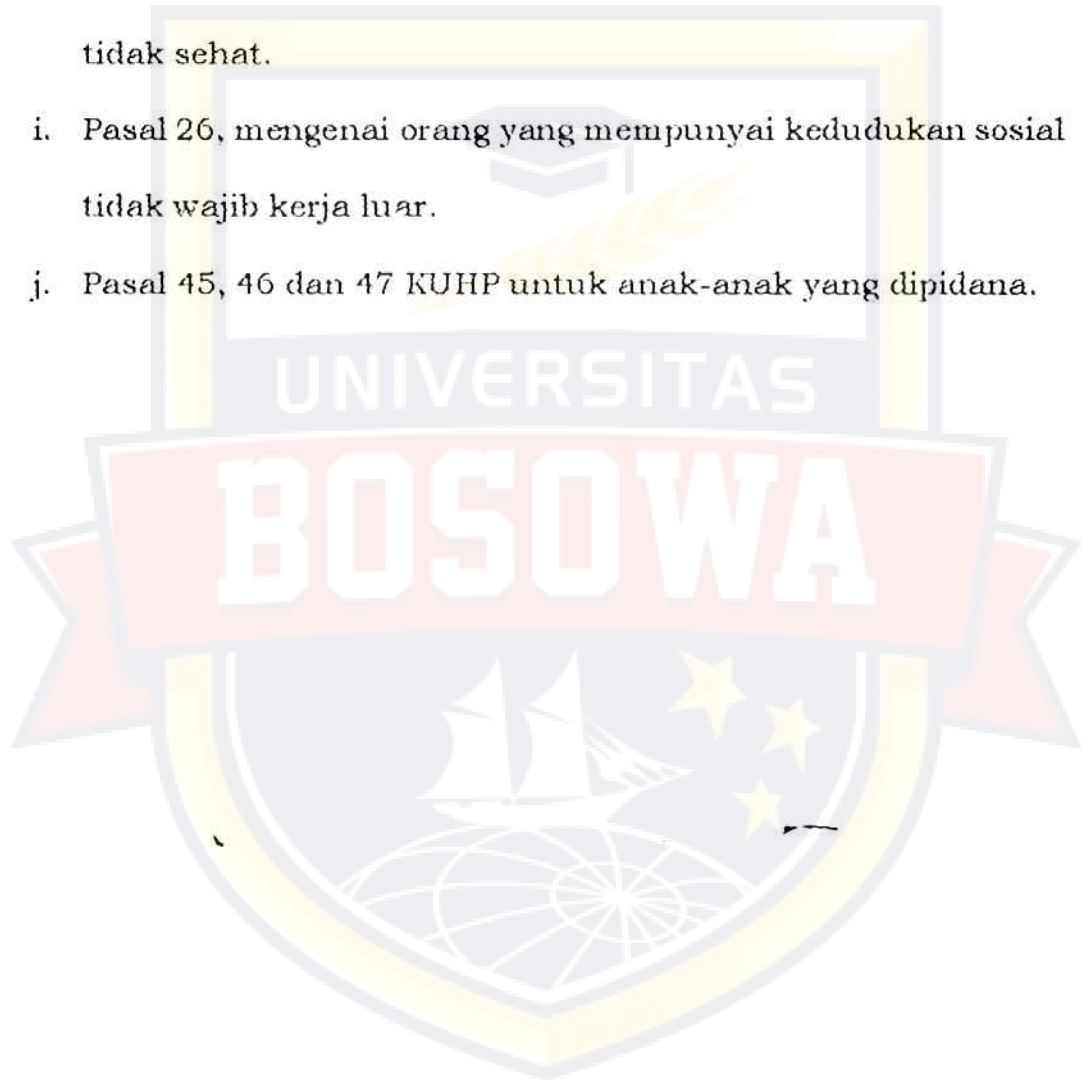 tidak sehat.
i. Pasal 26, mengenai orang yang mempunyai kedudukan sosial
tidak wajib kerja luar.
j. Pasal 45, 46 dan 47 KUHP untuk anak-anak yang dipidana.
UNIVERSITAS
BOSOWA